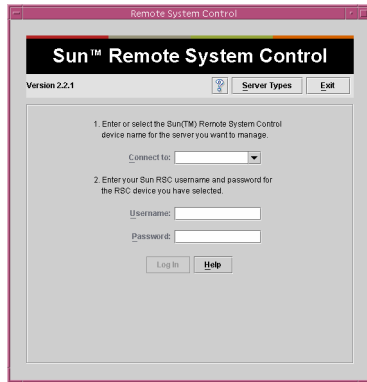 Remote System Control
Sun™ Remote System Control
Version 2.2.1
Server Types
Exit
1. Enter or select the Sun(TM) Remote System Control
device name for the server you want to manage.
Connect to:
2. Enter your Sun RSC username and password for
the RSC device you have selected.
Username:
Password:
Log In
Help